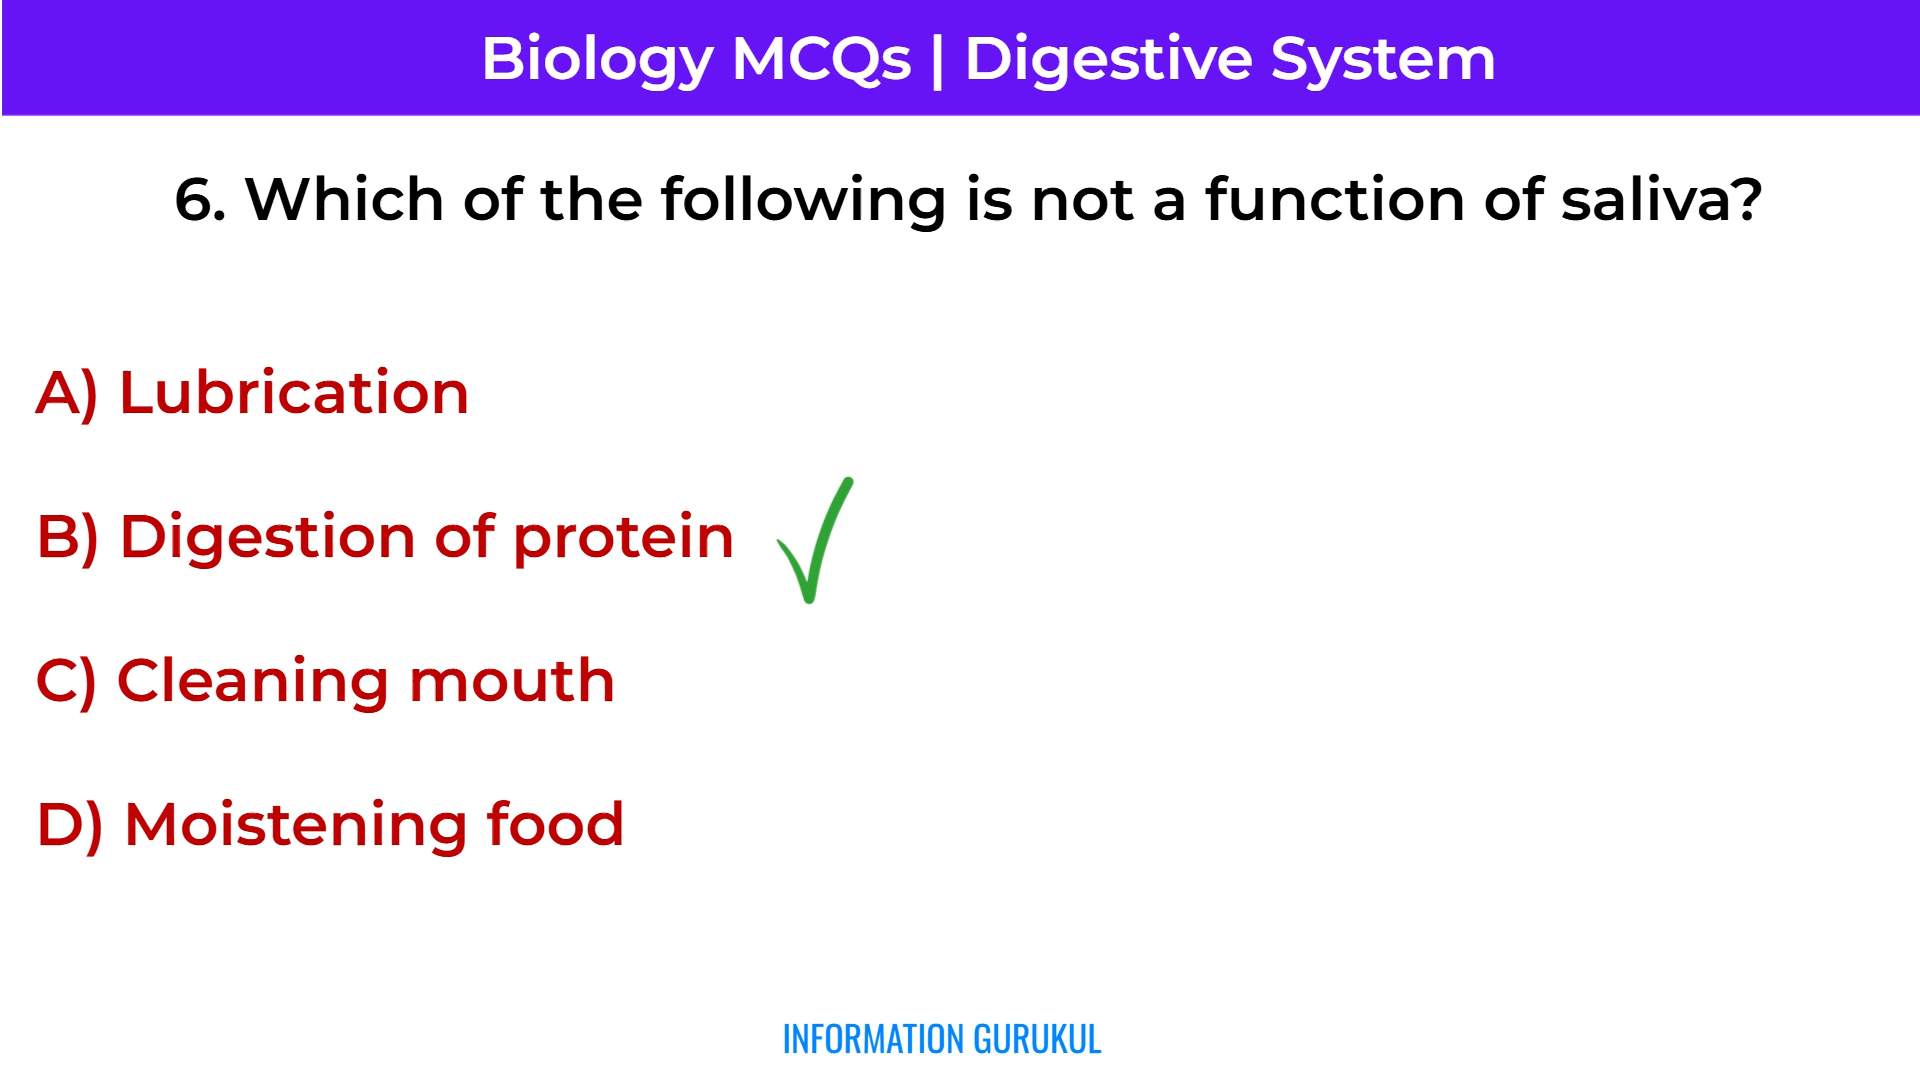 Biology MCQs | Digestive System
6. Which of the following is not a function of saliva?
A) Lubrication
B) Digestion of protein
C) Cleaning mouth
D) Moistening food
INFORMATION GURUKUL